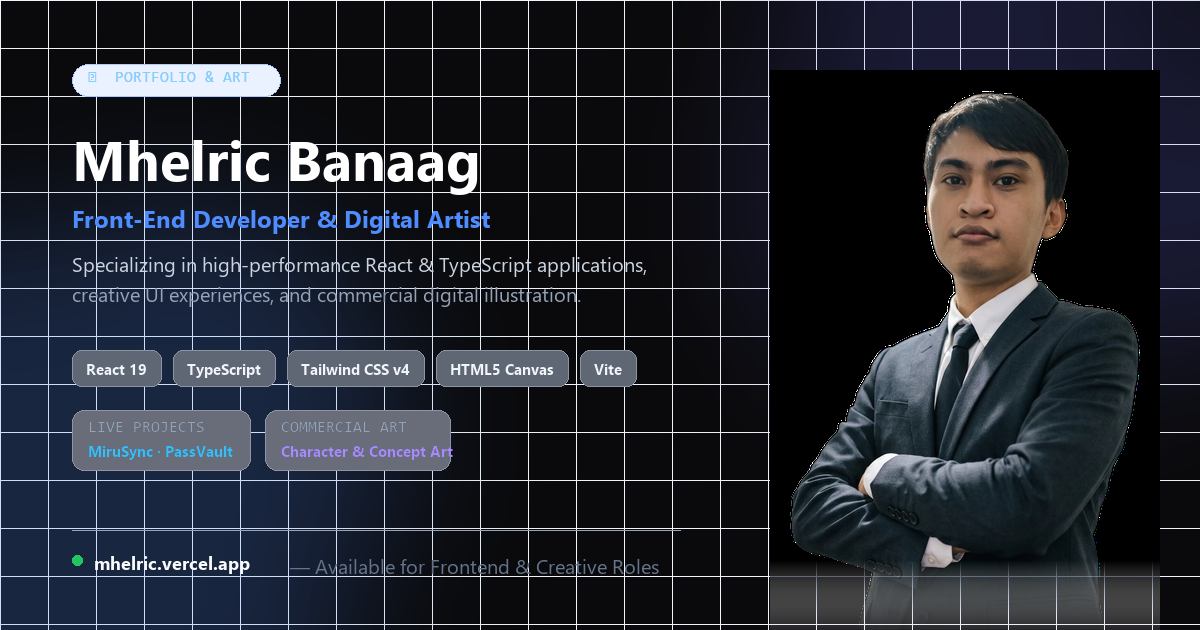 PORTFOLIO & ART
Mhelric Banaag
Front-End Developer & Digital Artist
Specializing in high-performance React & TypeScript applications,
creative UI experiences, and commercial digital illustration.
React 19 TypeScript Tailwind CSS v4 HTML5 Canvas Vite
LIVE PROJECTS COMMERCIAL ART
MiruSync · PassVault Character & Concept Art
mhelric.vercel.app — Available for Frontend & Creative Roles